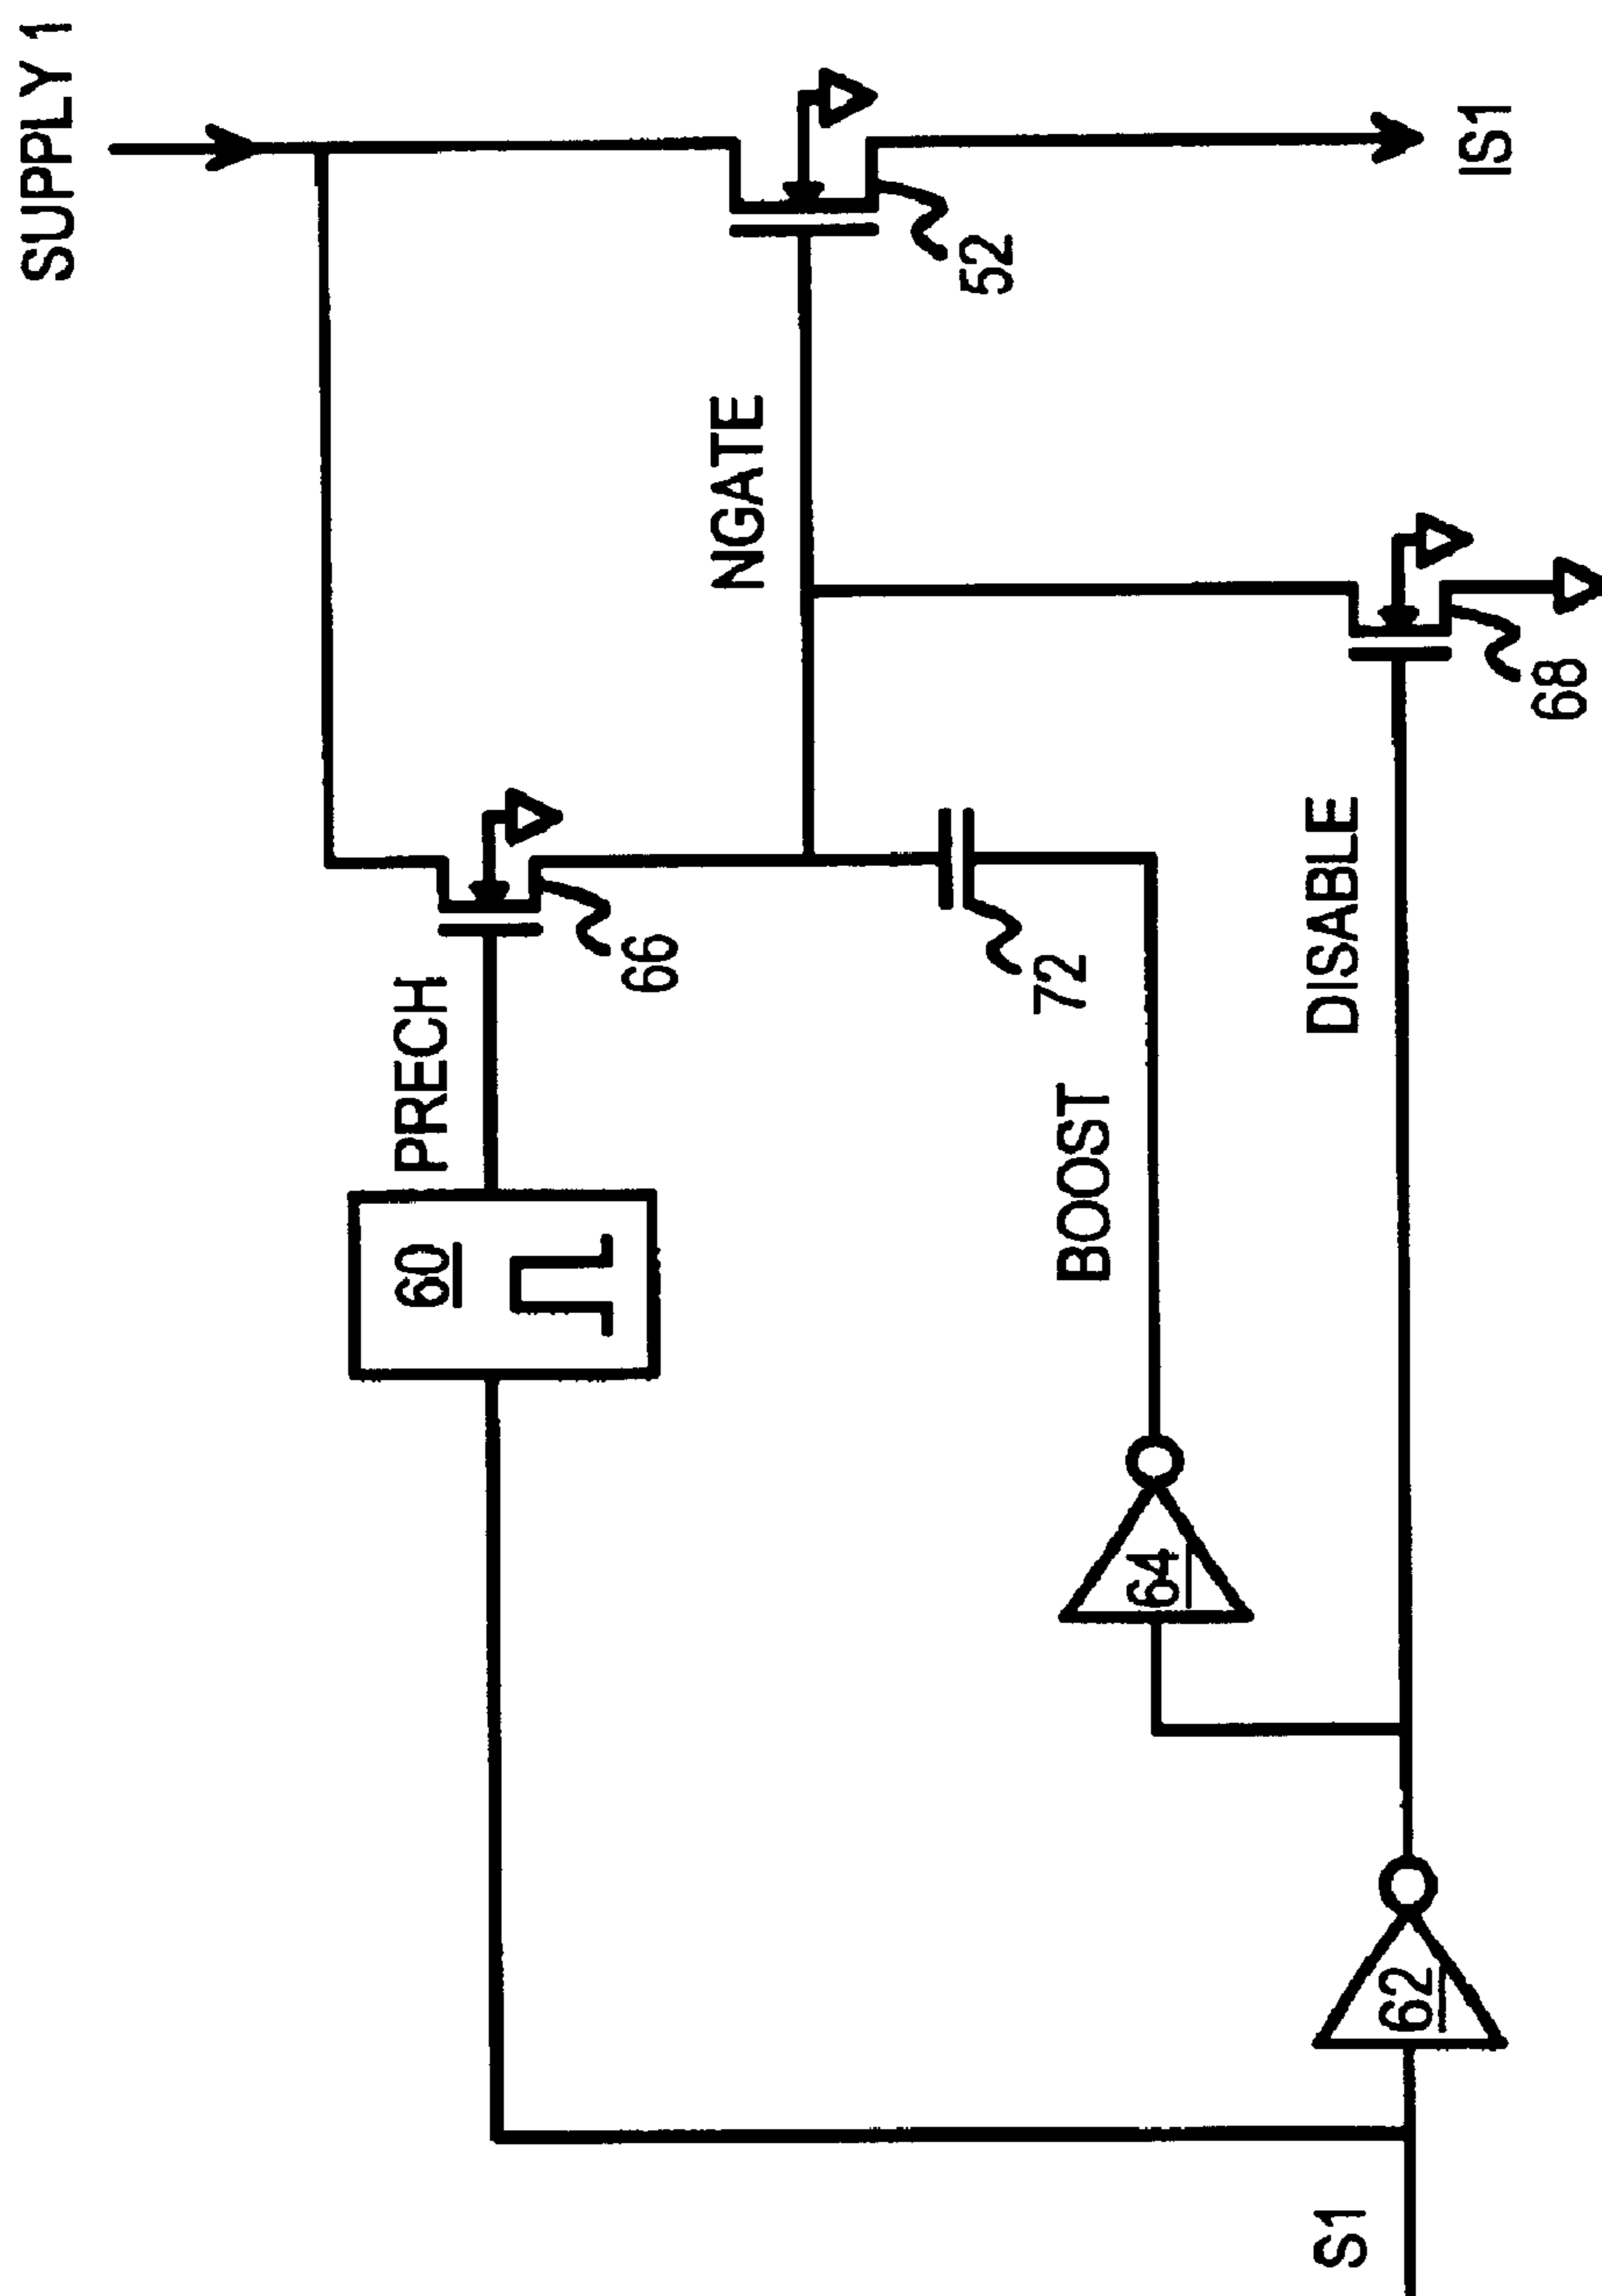 SUPPLY 1
52
IS1
NGATE
66
PRECH
60
72
BOOST
68
DISABLE
64
62
S1